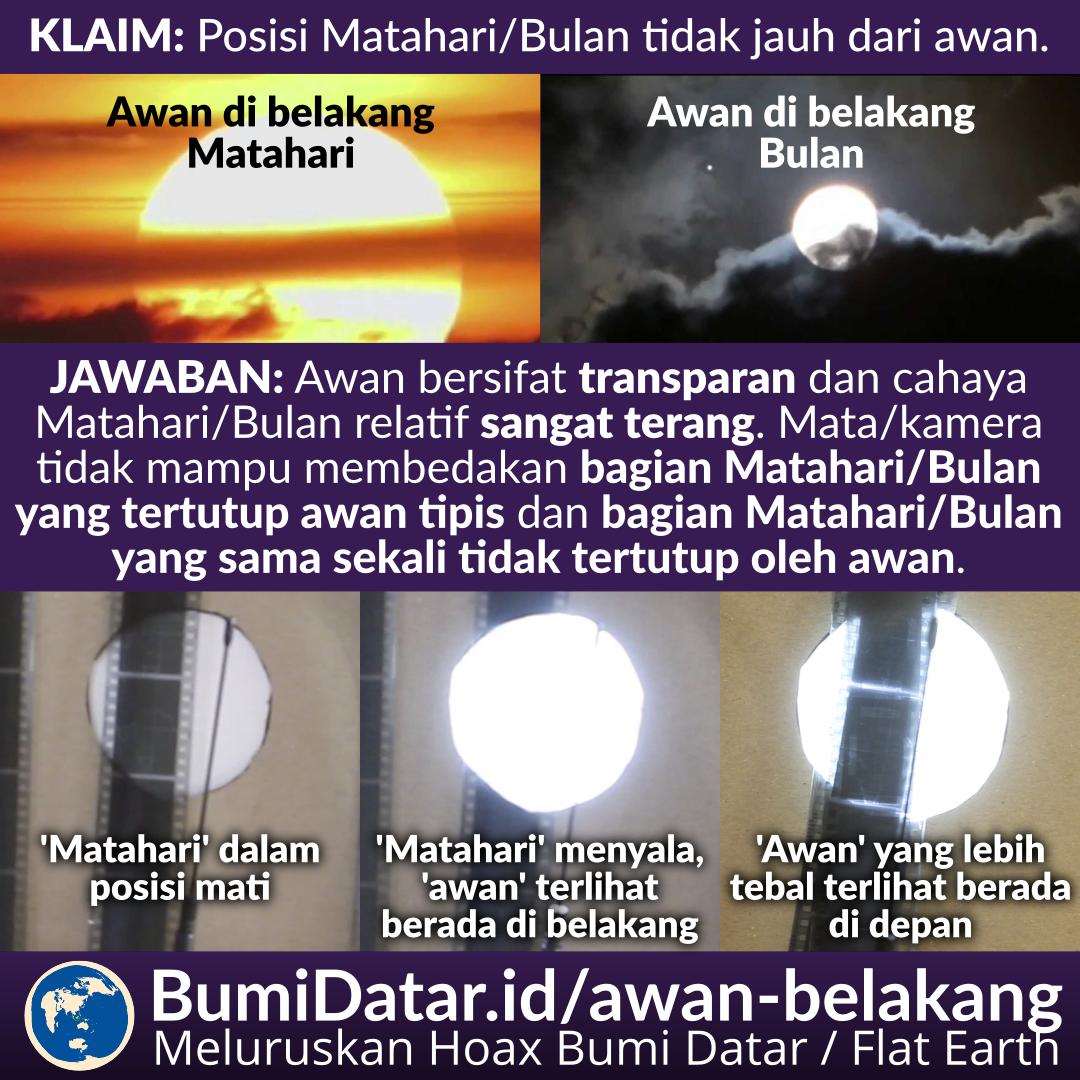 KLAIM: Posisi Matahari/Bulan tidak jauh dari awan.
Awan di belakang
Matahari
Awan di belakang
Bulan
JAWABAN: Awan bersifat transparan dan cahaya
Matahari/Bulan relatif sangat terang. Mata/kamera
tidak mampu membedakan bagian Matahari/Bulan
yang tertutup awan tipis dan bagian Matahari/Bulan
yang sama sekali tidak tertutup oleh awan.
'Matahari' dalam
posisi mati
'Matahari' menyala,
'awan' terlihat
berada di belakang
'Awan' yang lebih
tebal terlihat berada
di depan
BumiDatar.id/awan-belakang
Meluruskan Hoax Bumi Datar / Flat Earth